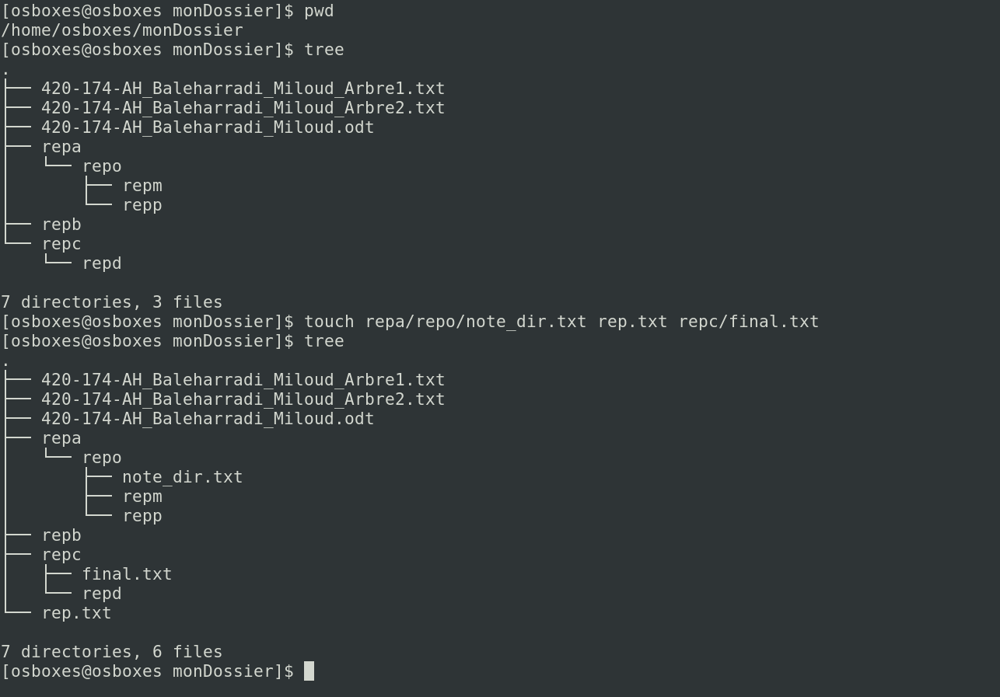 [osboxes@osboxes monDossier]$ pwd
/home/osboxes/monDossier
[osboxes@osboxes monDossier]$ tree
.
├── 420-174-AH_Baleharradi_Miloud_Arbre1.txt
├── 420-174-AH_Baleharradi_Miloud_Arbre2.txt
├── 420-174-AH_Baleharradi_Miloud.odt
├── repa
│   └── repo
│       ├── repm
│       └── repp
├── repb
└── repc
    └── repd

7 directories, 3 files
[osboxes@osboxes monDossier]$ touch repa/repo/note_dir.txt rep.txt repc/final.txt
[osboxes@osboxes monDossier]$ tree
.
├── 420-174-AH_Baleharradi_Miloud_Arbre1.txt
├── 420-174-AH_Baleharradi_Miloud_Arbre2.txt
├── 420-174-AH_Baleharradi_Miloud.odt
├── repa
│   └── repo
│       ├── note_dir.txt
│       ├── repm
│       └── repp
├── repb
├── repc
│   ├── final.txt
│   └── repd
└── rep.txt

7 directories, 6 files
[osboxes@osboxes monDossier]$